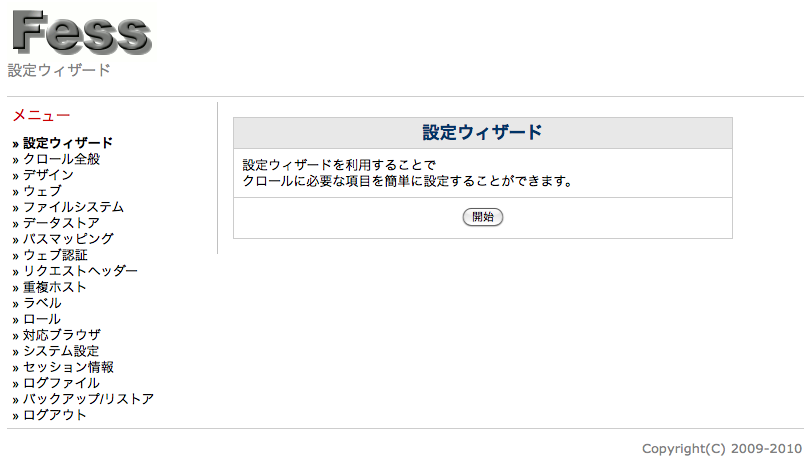 Fess
設定ウィザード
メニュー
» 設定ウィザード
» クロール全般
» デザイン
» ウェブ
» ファイルシステム
» データストア
» パスマッピング
» ウェブ認証
» リクエストヘッダー
» 重複ホスト
» ラベル
» ロール
» 対応ブラウザ
» システム設定
» セッション情報
» ログファイル
» バックアップ/リストア
» ログアウト
設定ウィザード
設定ウィザードを利用することで
クロールに必要な項目を簡単に設定することができます。
開始
Copyright(C) 2009-2010